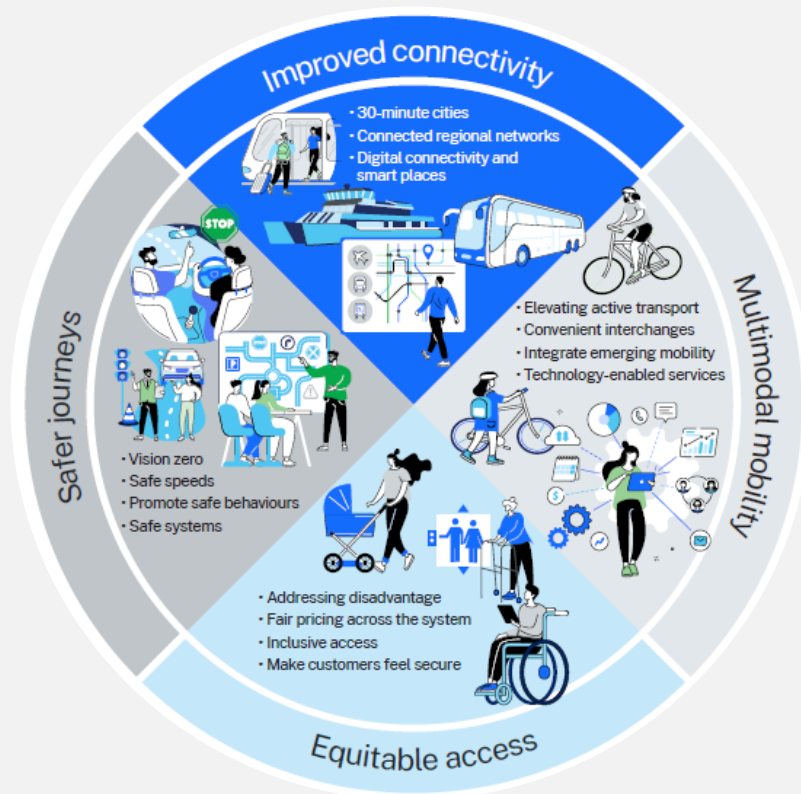 Improved connectivity
• 30-minute cities
• Connected regional networks
• Digital connectivity and
smart places
Multimodal mobility
• Elevating active transport
• Convenient interchanges
• Integrate emerging mobility
• Technology-enabled services
Equitable access
• Addressing disadvantage
• Fair pricing across the system
• Inclusive access
• Make customers feel secure
Safer journeys
STOP
• Vision zero
• Safe speeds
• Promote safe behaviours
• Safe systems